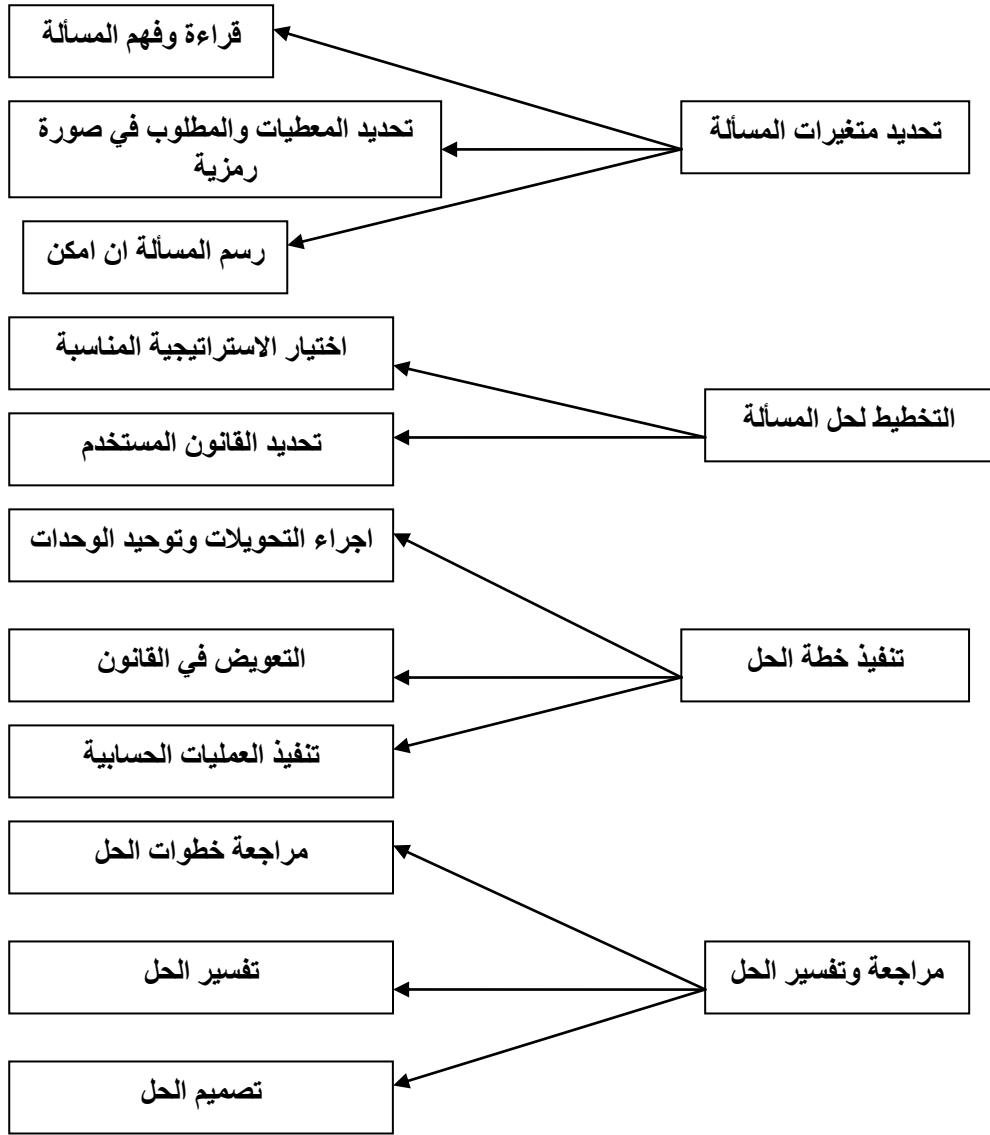 تحديد متغيرات المسألة
قراءة وفهم المسألة
تحديد المعطيات والمطلوب في صورة
رمزية
رسم المسألة ان امكن
التخطيط لحل المسألة
اختيار الاستراتيجية المناسبة
تحديد القانون المستخدم
تنفيذ خطة الحل
اجراء التحويلات وتوحيد الوحدات
التعويض في القانون
تنفيذ العمليات الحسابية
مراجعة وتفسير الحل
مراجعة خطوات الحل
تفسير الحل
تصميم الحل